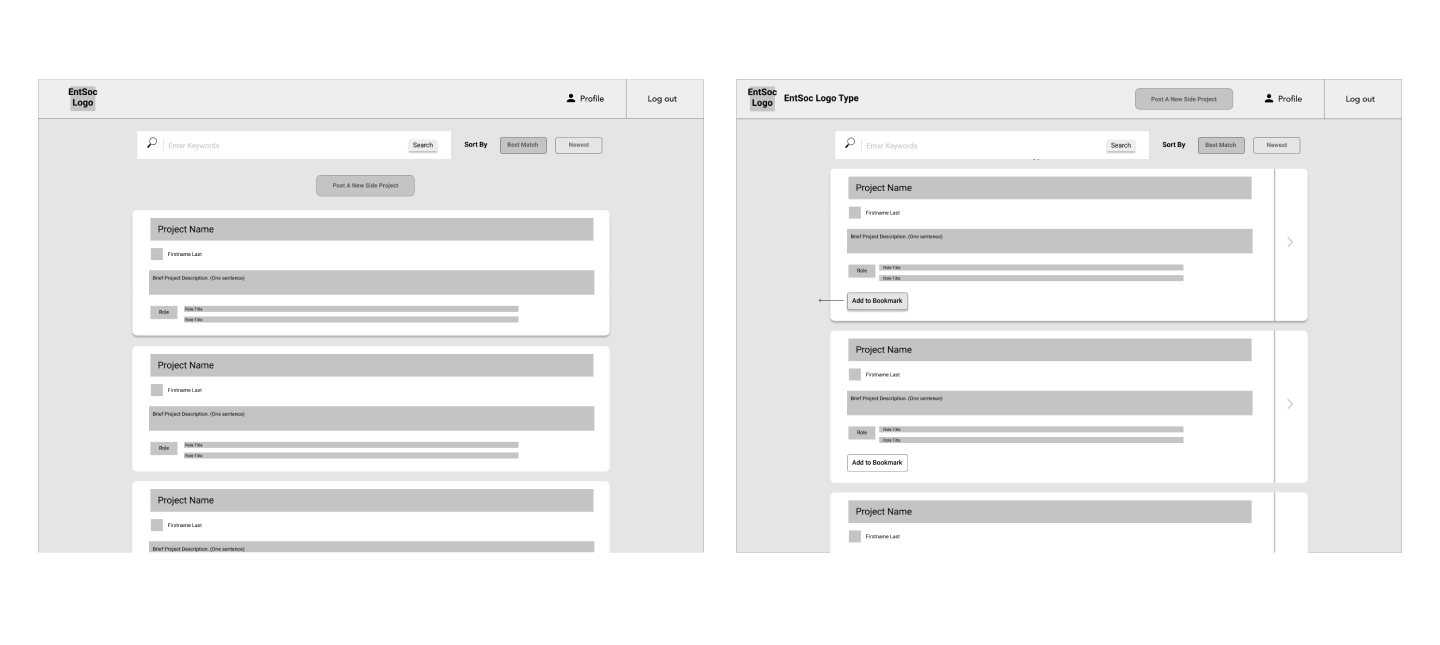 EntSoc
Logo
Profile
Log out
Enter Keywords
Search
Sort By
Best Match
Newest
Post A New Side Project
Project Name
Firstname Last
Brief Project Description. (One sentence)
Role
Role Title
Role Title
Project Name
Firstname Last
Brief Project Description. (One sentence)
Role
Role Title
Role Title
Project Name
Firstname Last
Brief Project Description. (One sentence)
EntSoc
Logo
EntSoc Logo Type
Post A New Side Project
Profile
Log out
Enter Keywords
Search
Sort By
Best Match
Newest
Project Name
Firstname Last
Brief Project Description. (One sentence)
Role
Role Title
Role Title
Add to Bookmark
Project Name
Firstname Last
Brief Project Description. (One sentence)
Role
Role Title
Role Title
Add to Bookmark
Project Name
Firstname Last